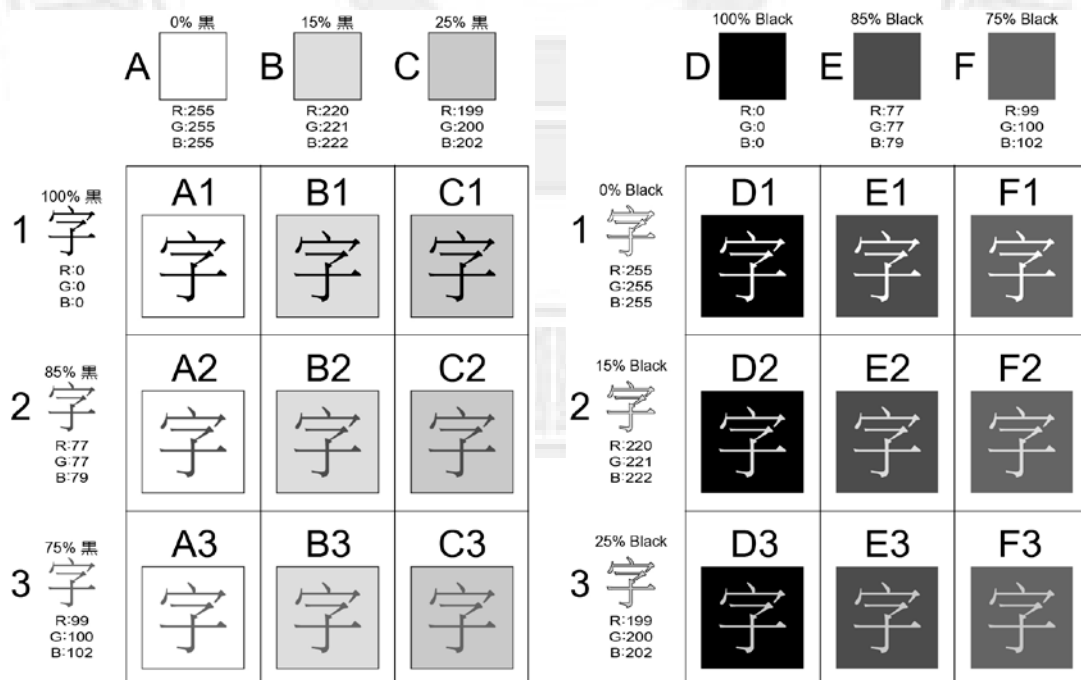 0% 黒 15% 黒 25% 黒
A B C
R:255 R:220 R:199
G:255 G:221 G:200
B:255 B:222 B:202
100% 黒
1 字
R:0
G:0
B:0
A1 B1 C1
字 字 字
85% 黒
2 字
R:77
G:77
B:79
A2 B2 C2
字 字 字
75% 黒
3 字
R:99
G:100
B:102
A3 B3 C3
字 字 字
100% Black 85% Black 75% Black
D E F
R:0 R:77 R:99
G:0 G:77 G:100
B:0 B:79 B:102
0% Black
1 字
R:255
G:255
B:255
D1 E1 F1
字 字 字
15% Black
2 字
R:220
G:221
B:222
D2 E2 F2
字 字 字
25% Black
3 字
R:199
G:200
B:202
D3 E3 F3
字 字 字